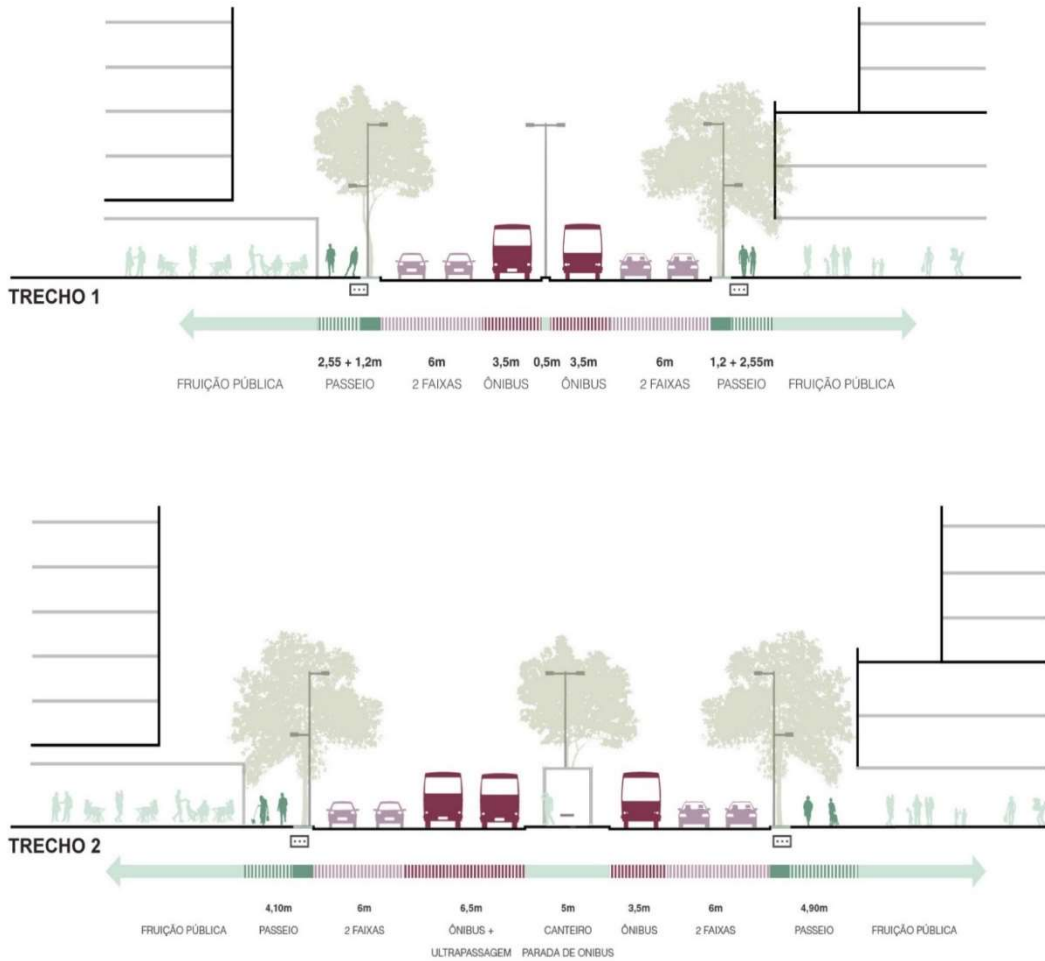 TRECHO 1
2,55 + 1,2m 6m 3,5m 0,5m 3,5m 6m 1,2 + 2,55m
FRUIÇÃO PÚBLICA PASSEIO 2 FAIXAS ÔNIBUS ÔNIBUS 2 FAIXAS PASSEIO FRUIÇÃO PÚBLICA
TRECHO 2
4,10m 6m 6,5m 5m 3,5m 6m 4,90m
FRUIÇÃO PÚBLICA PASSEIO 2 FAIXAS ÔNIBUS + CANTEIRO ÔNIBUS 2 FAIXAS PASSEIO FRUIÇÃO PÚBLICA
ULTRAPASSAGEM PARADA DE ONIBUS